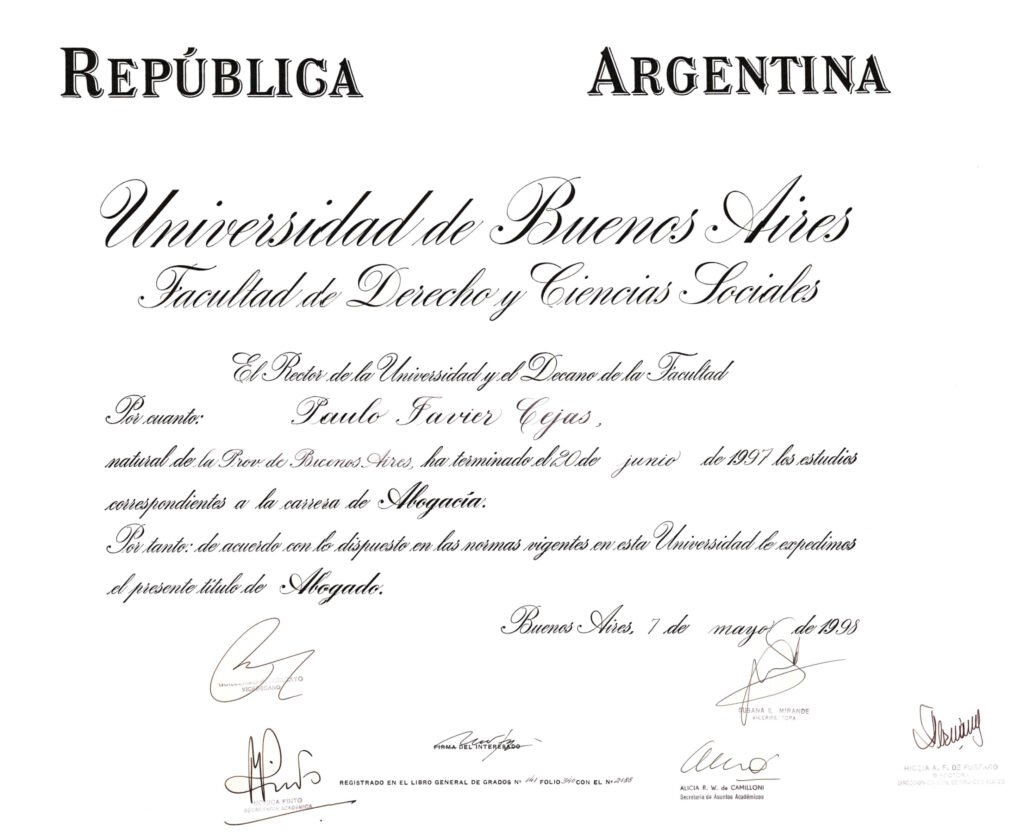 REPÚBLICA ARGENTINA
Universidad de Buenos Aires
Facultad de Derecho y Ciencias Sociales
El Rector de la Universidad y el Decano de la Facultad
Por cuanto: Paulo Javier Cejas,
natural de la Prov de Buenos Aires, ha terminado el 20 de junio de 1997 los estudios
correspondientes a la carrera de Abogacía.
Por tanto: de acuerdo con lo dispuesto en las normas vigentes en esta Universidad le expedimos
el presente título de Abogado.
Buenos Aires, 7 de mayo de 1998
VICEDECANO
SUSANA E. MIRANDE
VICERRECTORA
FIRMA DEL INTERESADO
PINTO
SECRETARIA ACADEMICA
REGISTRADO EN EL LIBRO GENERAL DE GRADOS Nº 141 FOLIO CON EL Nº
ALICIA R. W. de CAMILLONI
Secretaria de Asuntos Académicos